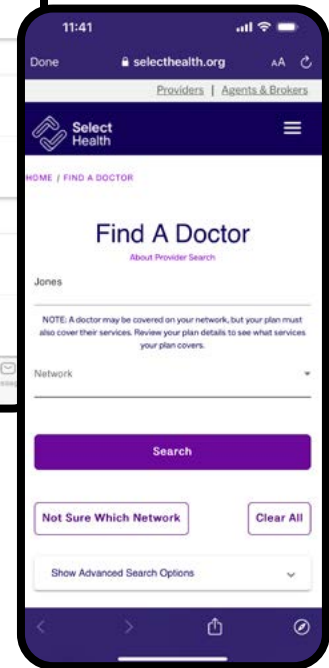 11:41
Done selecthealth.org AA
Providers | Agents & Brokers
Select
Health
HOME / FIND A DOCTOR
Find A Doctor
About Provider Search
Jones
NOTE: A doctor may be covered on your network, but your plan must
also cover their services. Review your plan details to see what services
your plan covers.
Network
Search
Not Sure Which Network Clear All
Show Advanced Search Options